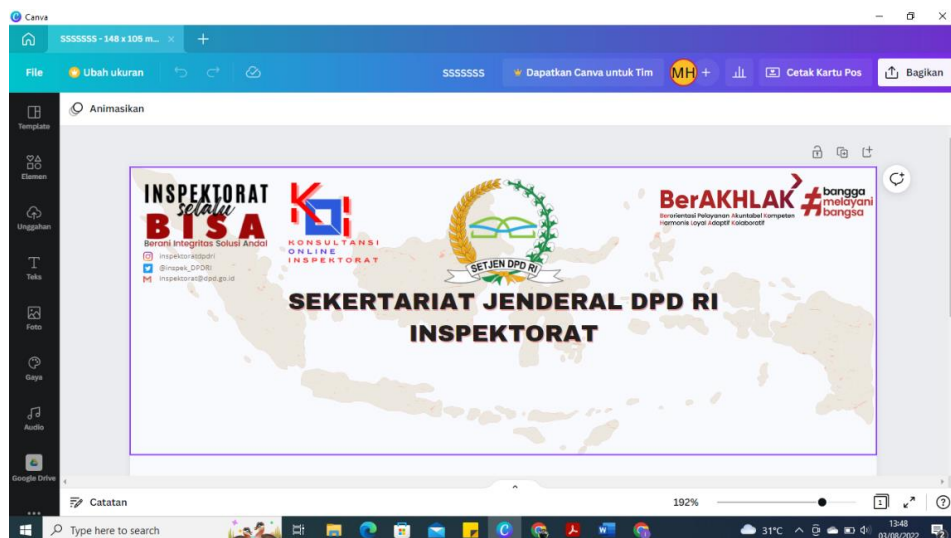 Canva
SSSSSSS - 148 x 105 m...
File
Ubah ukuran
SSSSSSS
Dapatkan Canva untuk Tim
MH
Cetak Kartu Pos
Bagikan
Animasikan
Template
Elemen
Unggahan
Teks
Foto
Gaya
Audio
Google Drive
INSPEKTORAT
selalu
BISA
Berani Integritas Solusi Andal
inspektoratdpdri
@inspek_DPDRI
inspektorat@dpd.go.id
KONSULTANSI
ONLINE
INSPEKTORAT
SETJEN DPD RI
BerAKHLAK
Berorientasi Pelayanan Akuntabel Kompeten
Harmonis Loyal Adaptif Kolaboratif
#bangga
melayani
bangsa
SEKERTARIAT JENDERAL DPD RI
INSPEKTORAT
Catatan
192%
1
Type here to search
31°C
13:48
03/08/2022